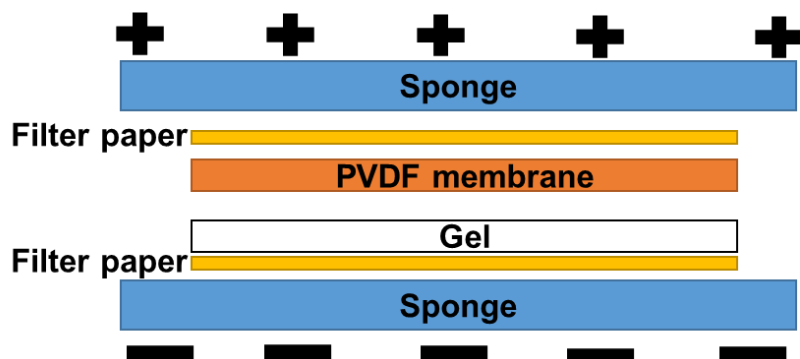 Sponge
Filter paper
PVDF membrane
Gel
Filter paper
Sponge